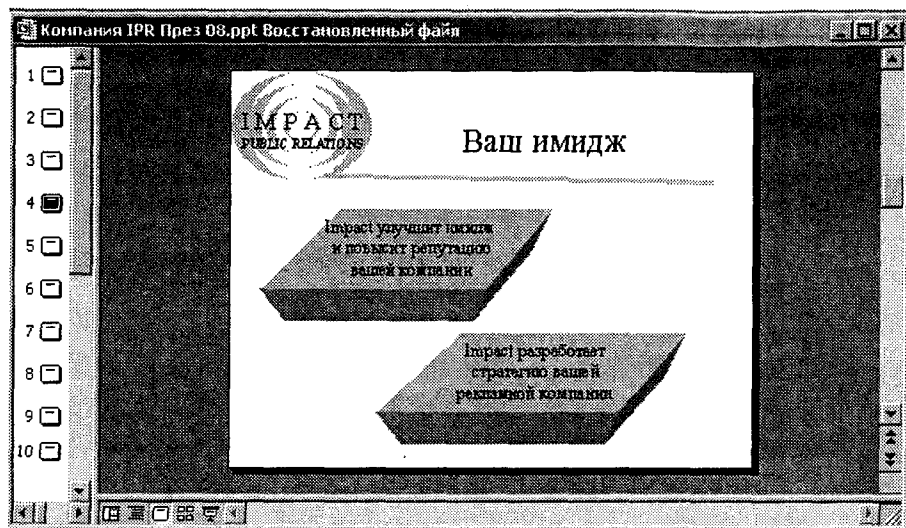 Компания IPR През 08.ppt Восстановленный файл
1
2
3
4
5
6
7
8
9
10
IMPACT
PUBLIC RELATIONS
Ваш имидж
Impact улучшит имидж
и повысит репутацию
вашей компании
Impact разработает
стратегию вашей
рекламной компании